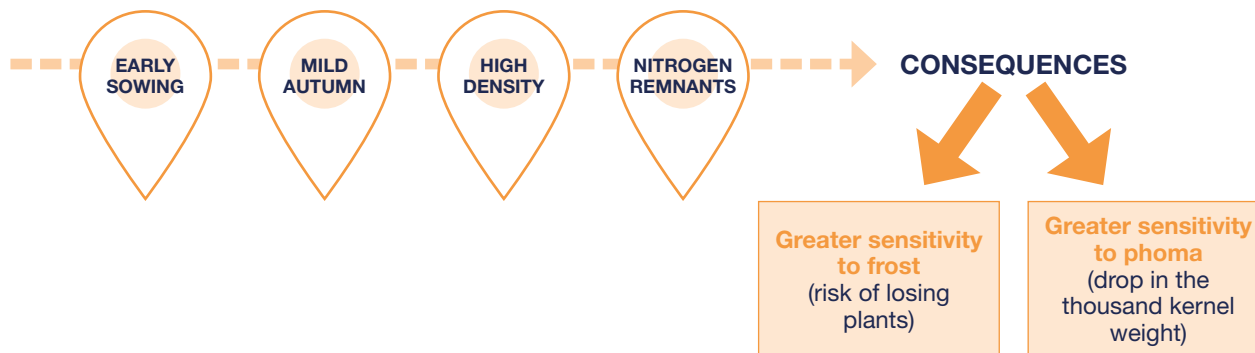 EARLY
SOWING
MILD
AUTUMN
HIGH
DENSITY
NITROGEN
REMNANTS
CONSEQUENCES
Greater sensitivity
to frost
(risk of losing
plants)
Greater sensitivity
to phoma
(drop in the
thousand kernel
weight)